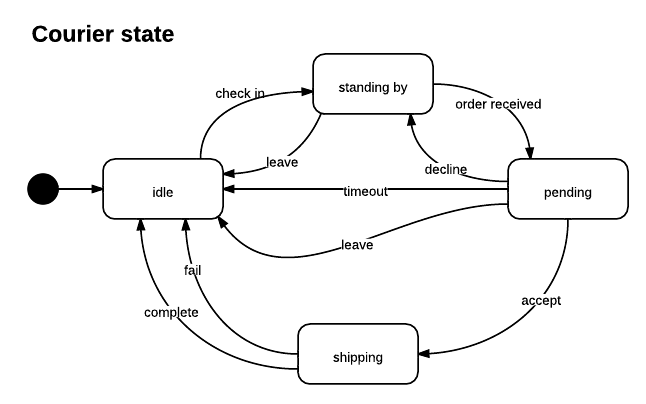 Courier state
standing by
check in
order received
leave
decline
idle
timeout
pending
leave
fail
accept
complete
shipping